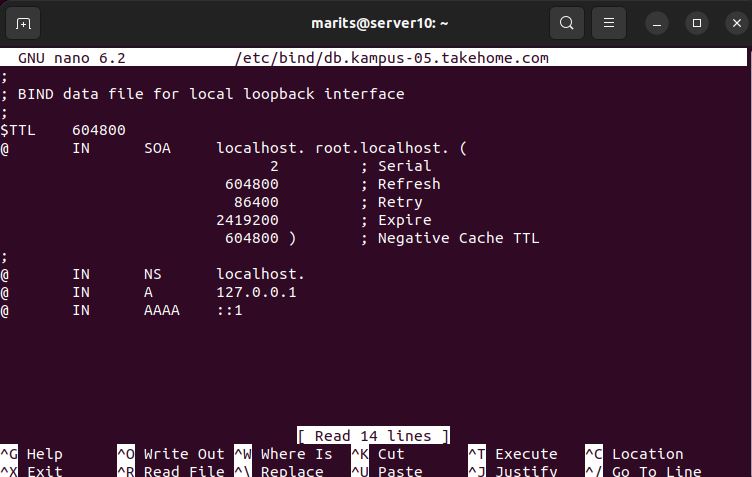 marits@server10: ~
GNU nano 6.2 /etc/bind/db.kampus-05.takehome.com
;
; BIND data file for local loopback interface
;
$TTL 604800
@ IN SOA localhost. root.localhost. (
2 ; Serial
604800 ; Refresh
86400 ; Retry
2419200 ; Expire
604800 ) ; Negative Cache TTL
;
@ IN NS localhost.
@ IN A 127.0.0.1
@ IN AAAA ::1
[ Read 14 lines ]
^G Help ^O Write Out ^W Where Is ^K Cut ^T Execute ^C Location
^X Exit ^R Read File ^\ Replace ^U Paste ^J Justify ^/ Go To Line